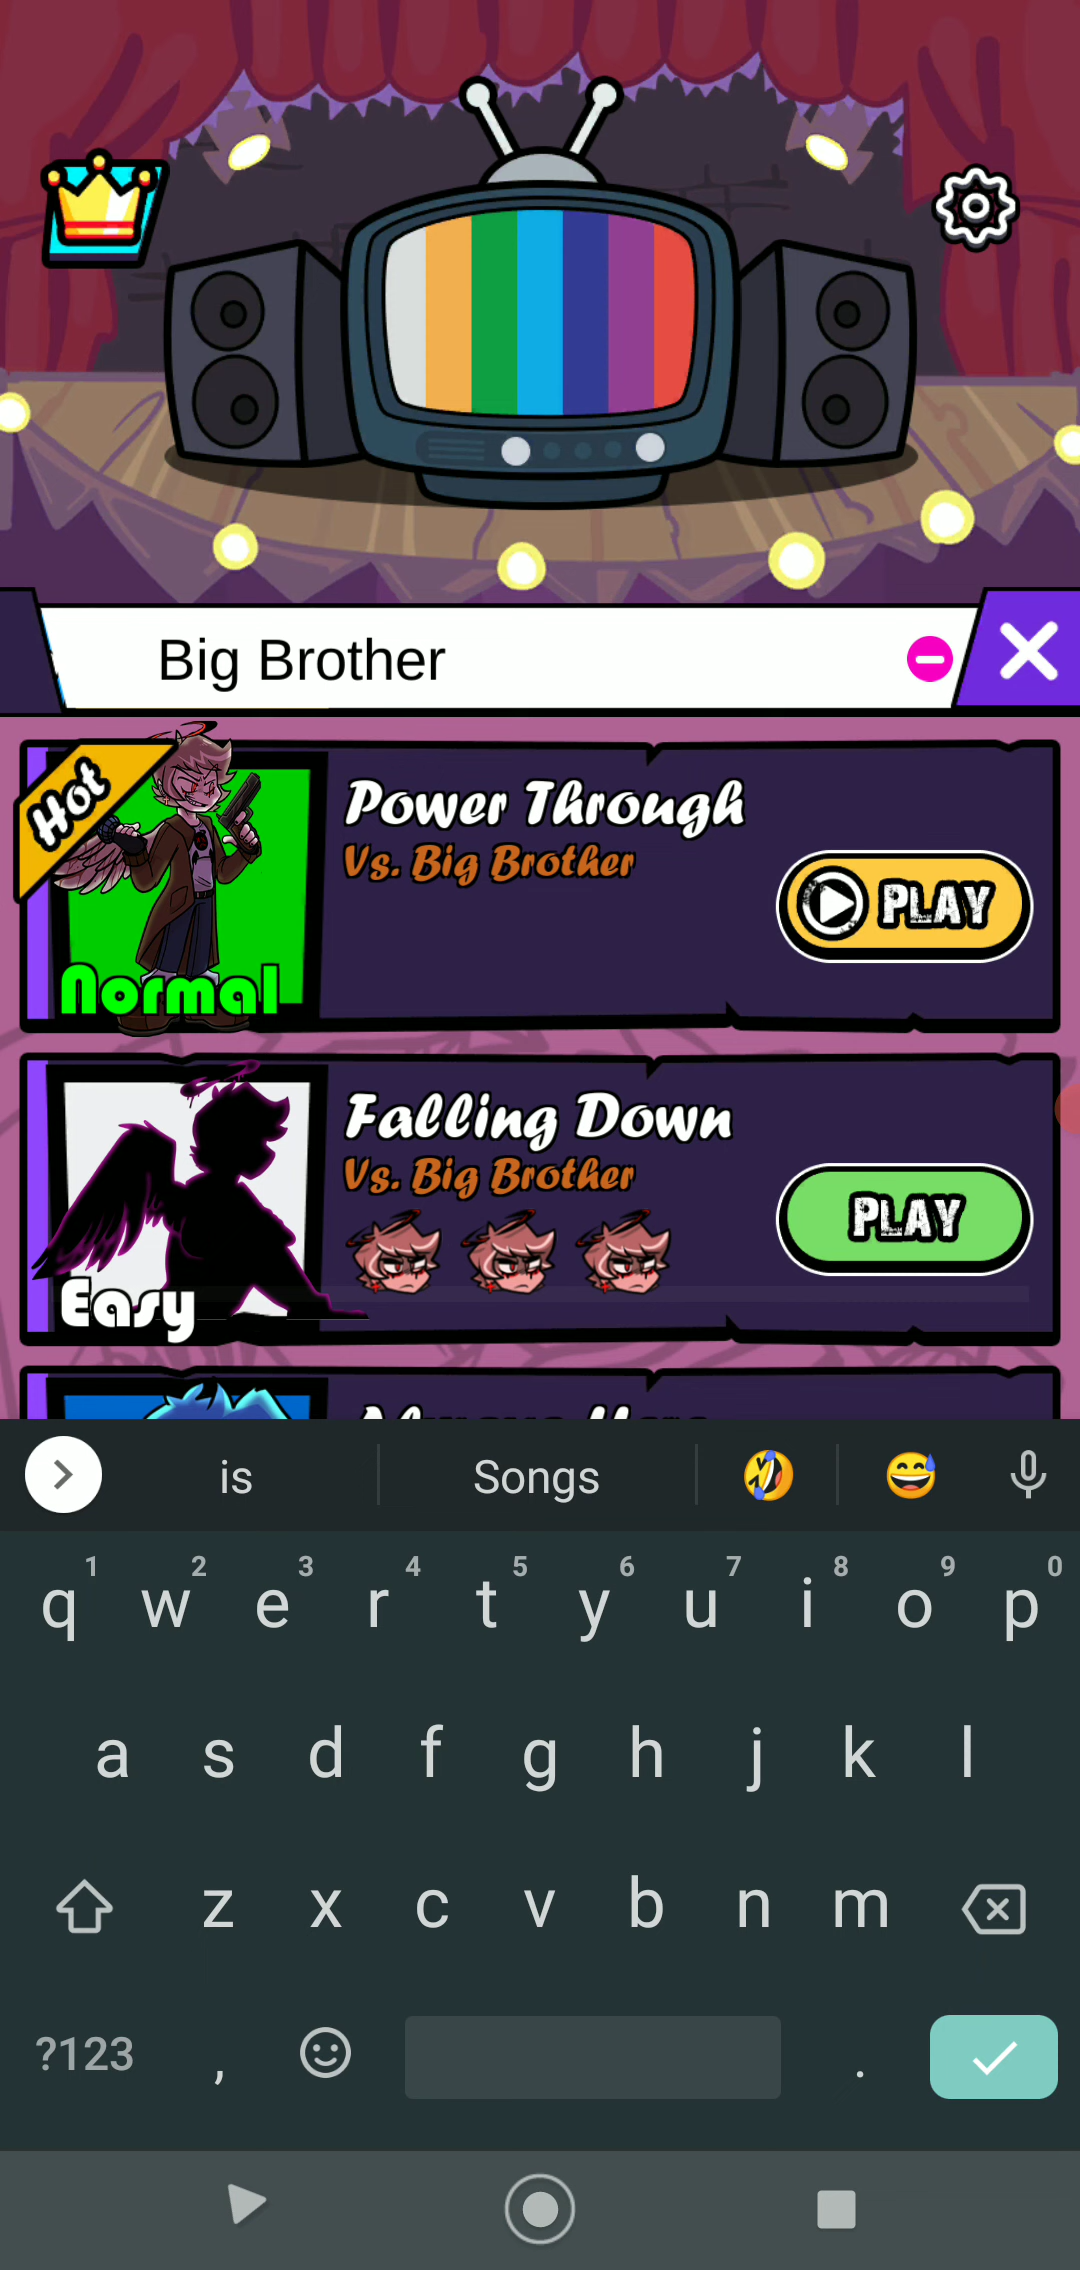 Big Brother
Hot
Power Through
Vs. Big Brother
PLAY
Normal
Falling Down
Vs. Big Brother
PLAY
Easy
is
Songs
1 2 3 4 5 6 7 8 9 0
q w e r t y u i o p
a s d f g h j k l
z x c v b n m
?123 , .